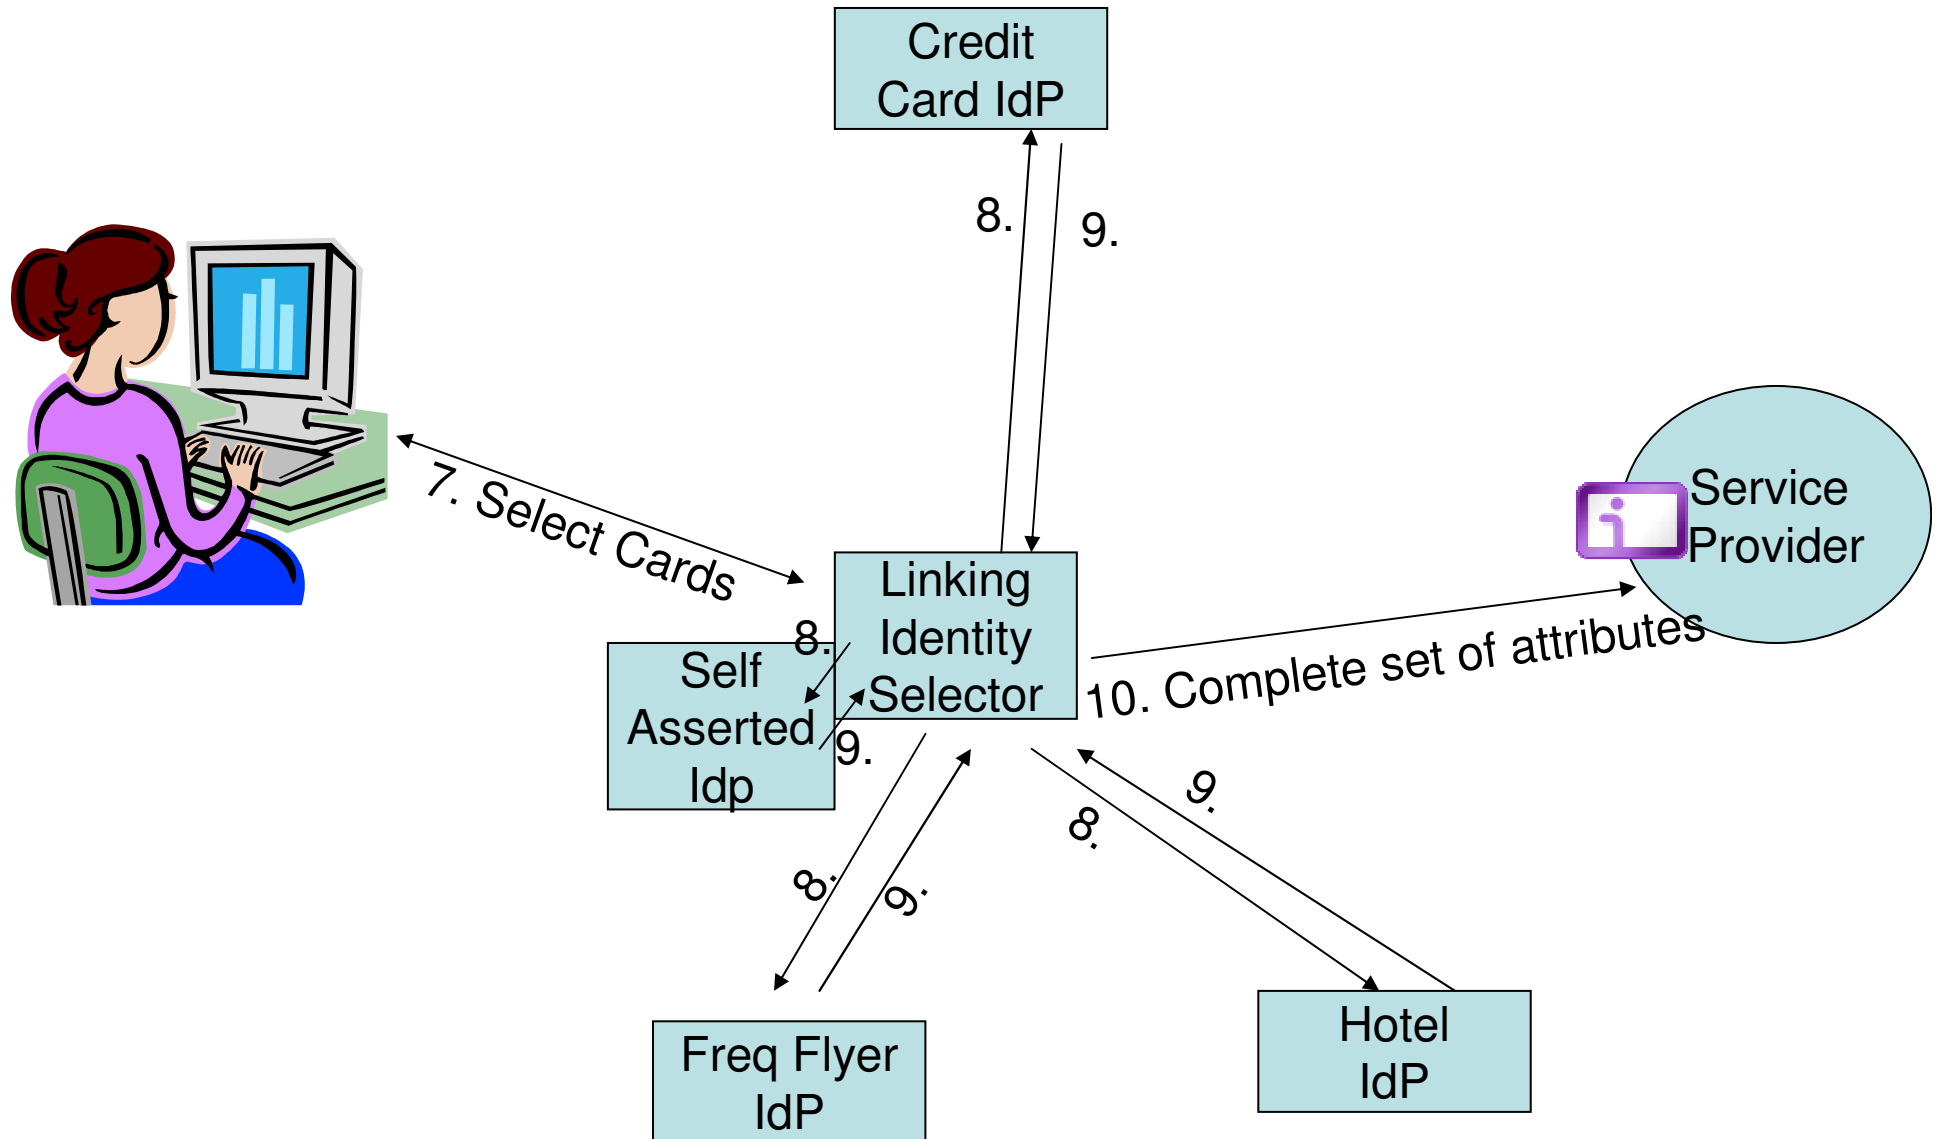 Credit
Card IdP
8.
9.
7. Select Cards
Service
Provider
Linking
Identity
Selector
8.
Self
Asserted
Idp
9.
10. Complete set of attributes
8.
9.
8.
9.
Freq Flyer
IdP
Hotel
IdP